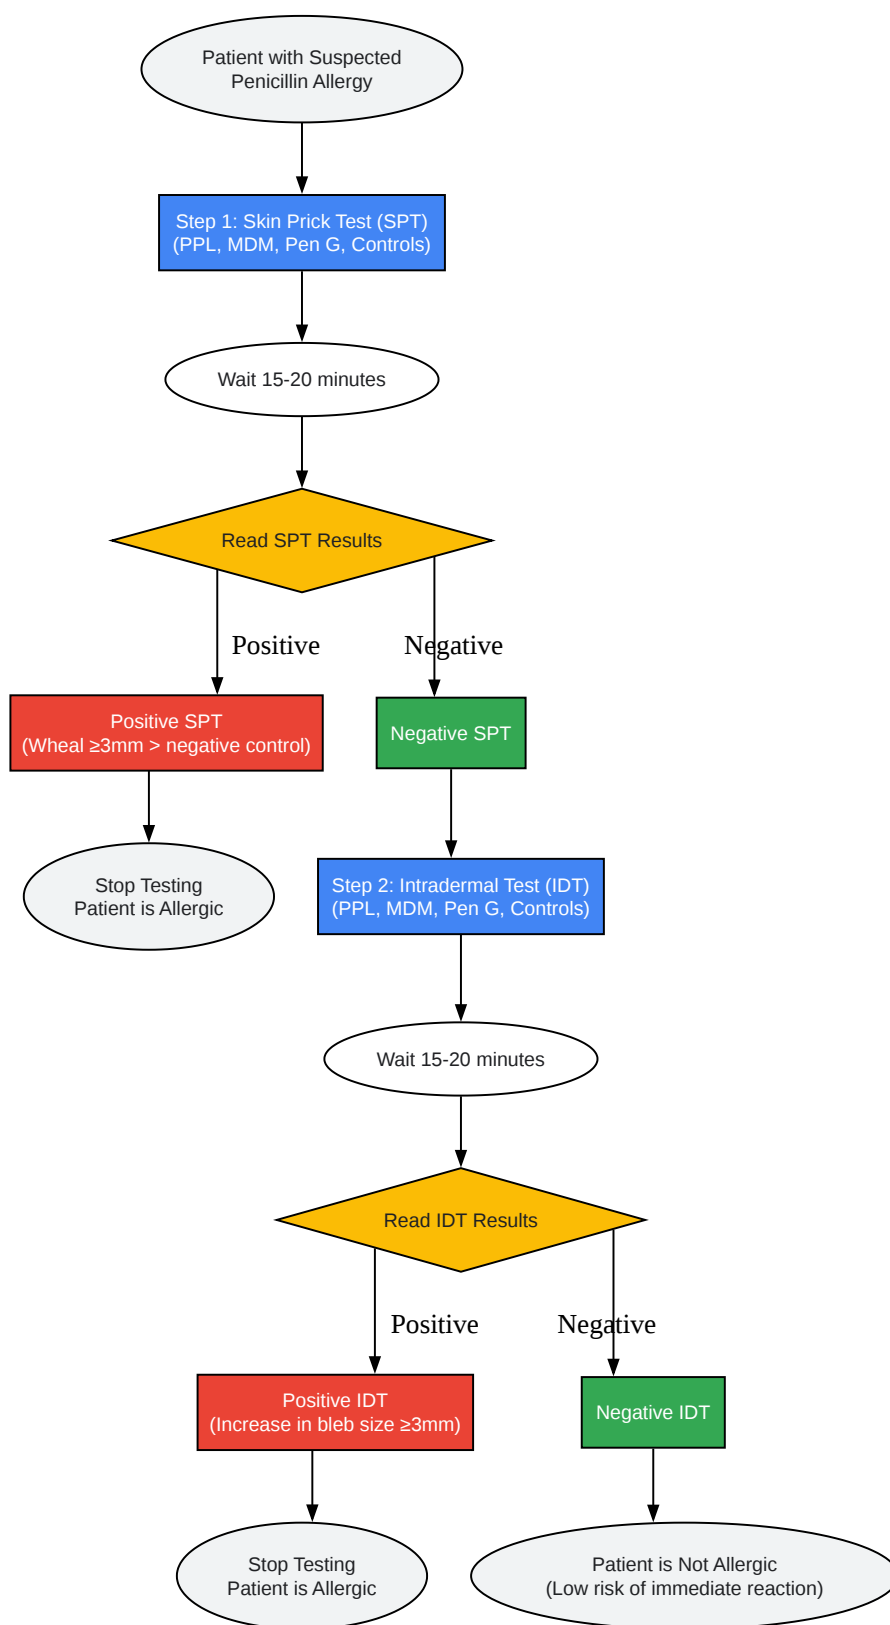 Patient with Suspected
Penicillin Allergy
Step 1: Skin Prick Test (SPT)
(PPL, MDM, Pen G, Controls)
Wait 15-20 minutes
Read SPT Results
Positive
Negative
Positive SPT
(Wheal ≥3mm > negative control)
Negative SPT
Stop Testing
Patient is Allergic
Step 2: Intradermal Test (IDT)
(PPL, MDM, Pen G, Controls)
Wait 15-20 minutes
Read IDT Results
Positive
Negative
Positive IDT
(Increase in bleb size ≥3mm)
Negative IDT
Stop Testing
Patient is Allergic
Patient is Not Allergic
(Low risk of immediate reaction)